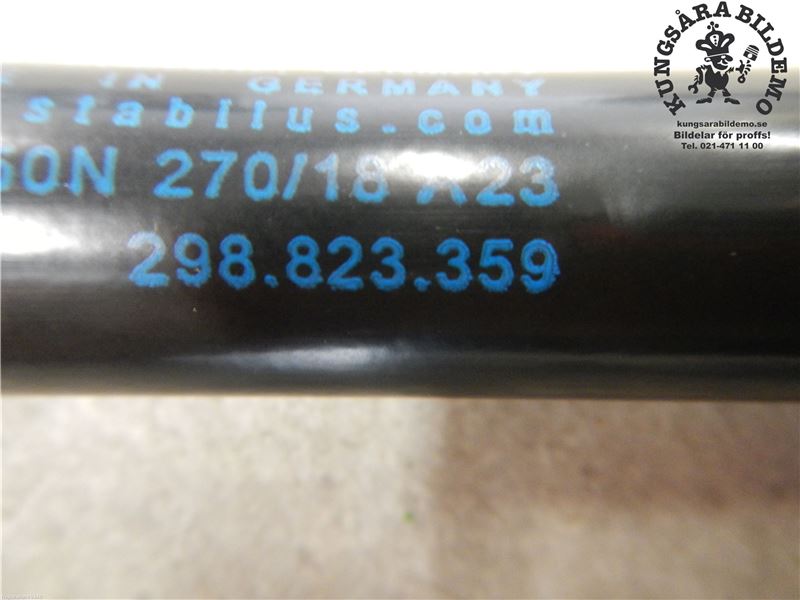 IN GERMANY
stabilus.com
50N 270/18 A23
298.823.359
KUNGSÅRA BILDEMO
kungsarabildemo.se
Bildelar för proffs!
Tel. 021-471 11 00